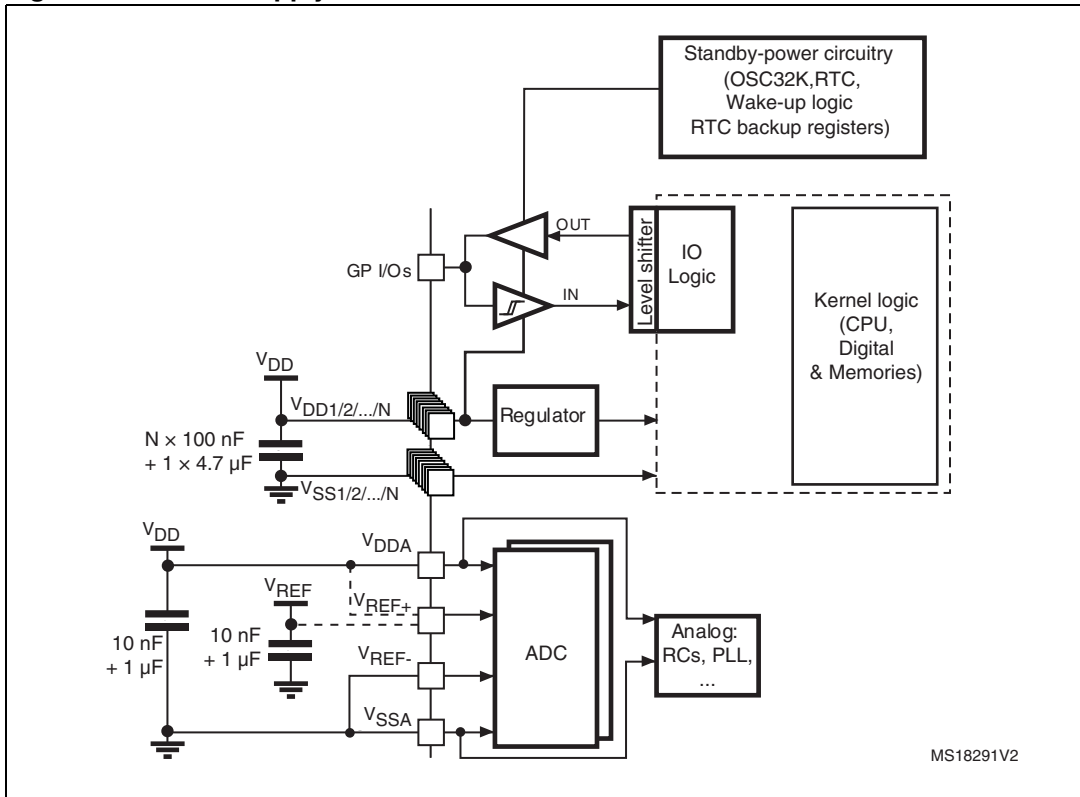 Standby-power circuitry
(OSC32K,RTC,
Wake-up logic
RTC backup registers)
OUT
GP I/Os
IN
Level shifter
IO
Logic
Kernel logic
(CPU,
Digital
& Memories)
VDD
VDD1/2/.../N
Regulator
N × 100 nF
+ 1 × 4.7 µF
VSS1/2/.../N
VDD
VDDA
VREF
VREF+
10 nF
+ 1 µF
10 nF
+ 1 µF
VREF-
ADC
Analog:
RCs, PLL,
...
VSSA
MS18291V2